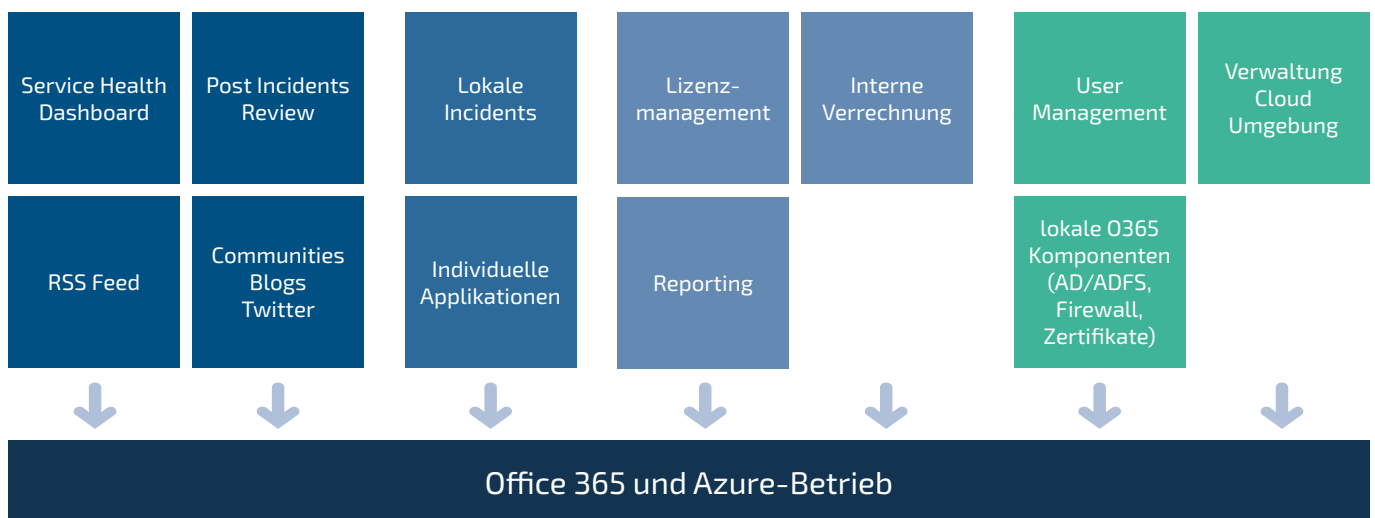 Service Health
Dashboard
Post Incidents
Review
Lokale
Incidents
Lizenz-
management
Interne
Verrechnung
User
Management
Verwaltung
Cloud
Umgebung
RSS Feed
Communities
Blogs
Twitter
Individuelle
Applikationen
Reporting
lokale O365
Komponenten
(AD/ADFS,
Firewall,
Zertifikate)
Office 365 und Azure-Betrieb